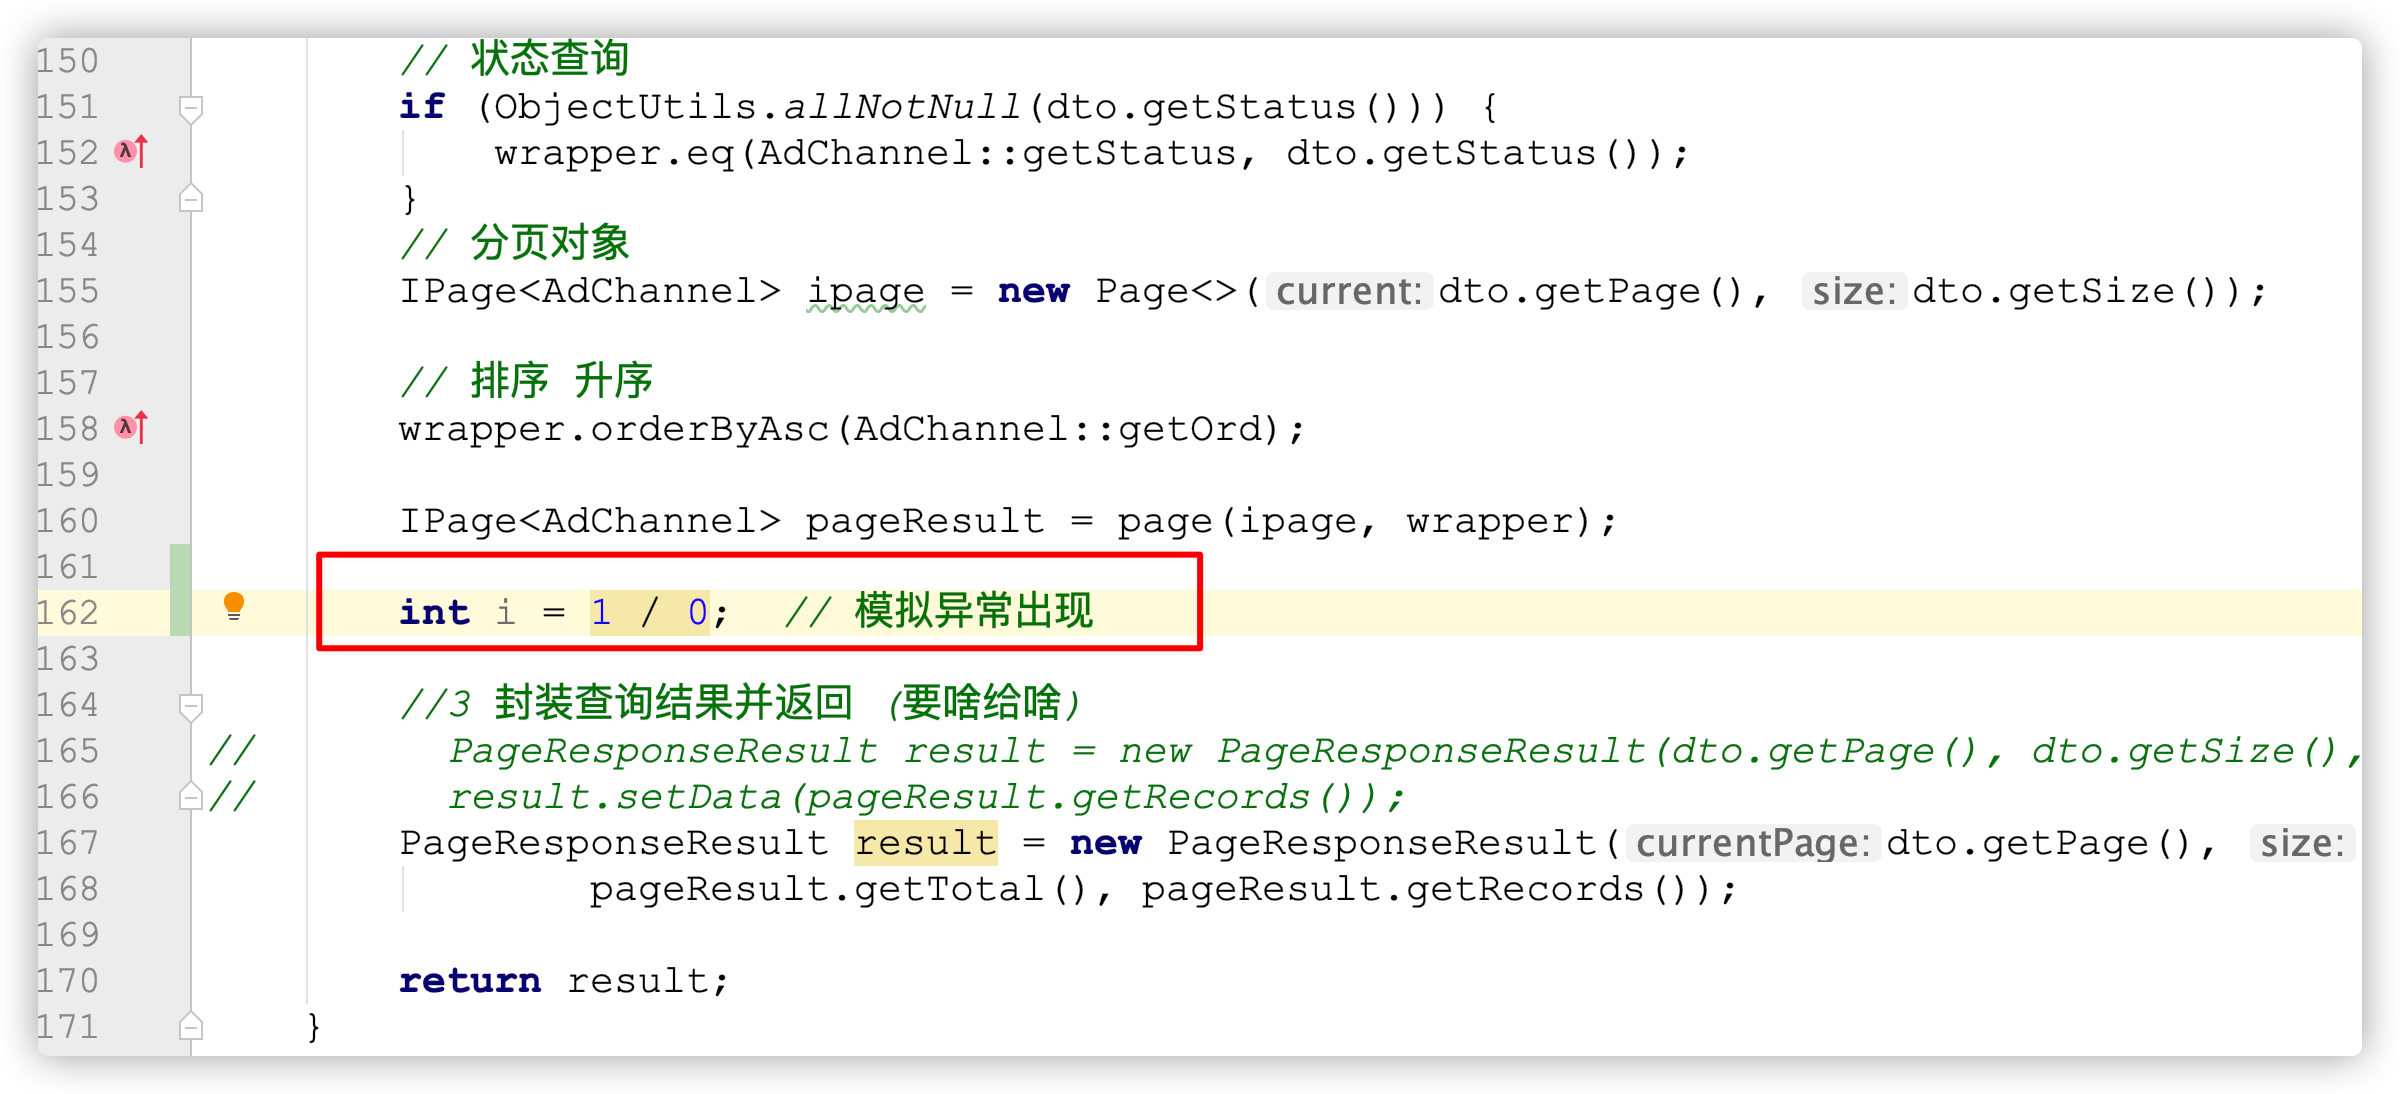 150 // 状态查询
151 if (ObjectUtils.allNotNull(dto.getStatus())) {
152 wrapper.eq(AdChannel::getStatus, dto.getStatus());
153 }
154 // 分页对象
155 IPage<AdChannel> ipage = new Page<>( current: dto.getPage(), size: dto.getSize());
156
157 // 排序 升序
158 wrapper.orderByAsc(AdChannel::getOrd);
159
160 IPage<AdChannel> pageResult = page(ipage, wrapper);
161
162 int i = 1 / 0; // 模拟异常出现
163
164 //3 封装查询结果并返回 (要啥给啥)
165 // PageResponseResult result = new PageResponseResult(dto.getPage(), dto.getSize(),
166 // result.setData(pageResult.getRecords());
167 PageResponseResult result = new PageResponseResult( currentPage: dto.getPage(), size:
168 pageResult.getTotal(), pageResult.getRecords());
169
170 return result;
171 }